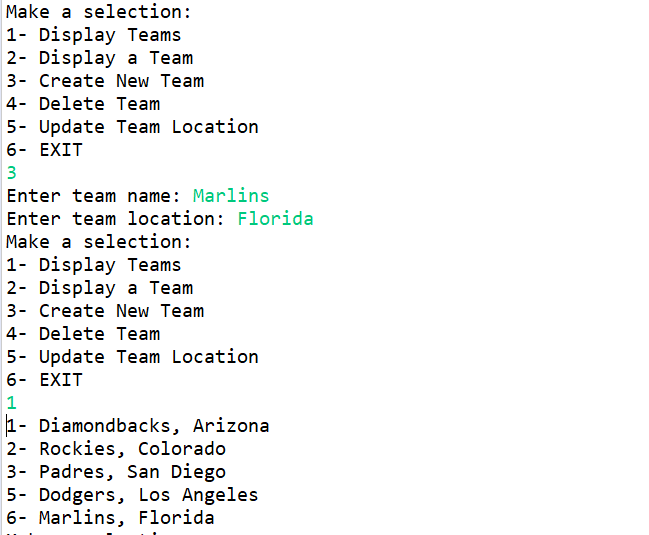 Make a selection:
1- Display Teams
2- Display a Team
3- Create New Team
4- Delete Team
5- Update Team Location
6- EXIT
3
Enter team name: Marlins
Enter team location: Florida
Make a selection:
1- Display Teams
2- Display a Team
3- Create New Team
4- Delete Team
5- Update Team Location
6- EXIT
1
1- Diamondbacks, Arizona
2- Rockies, Colorado
3- Padres, San Diego
5- Dodgers, Los Angeles
6- Marlins, Florida